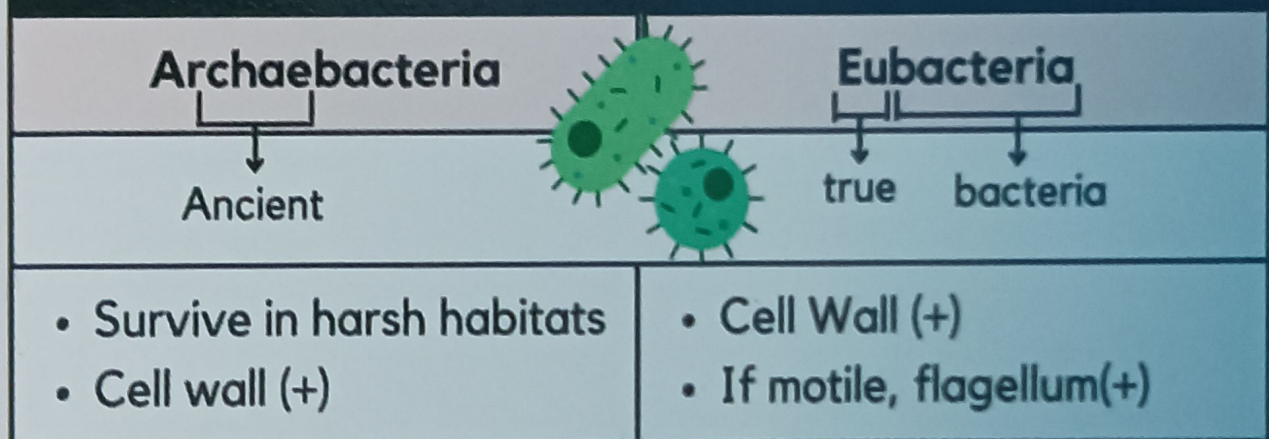 Archaebacteria
Eubacteria
Ancient
true
bacteria
• Survive in harsh habitats
• Cell wall (+)
• Cell Wall (+)
• If motile, flagellum(+)